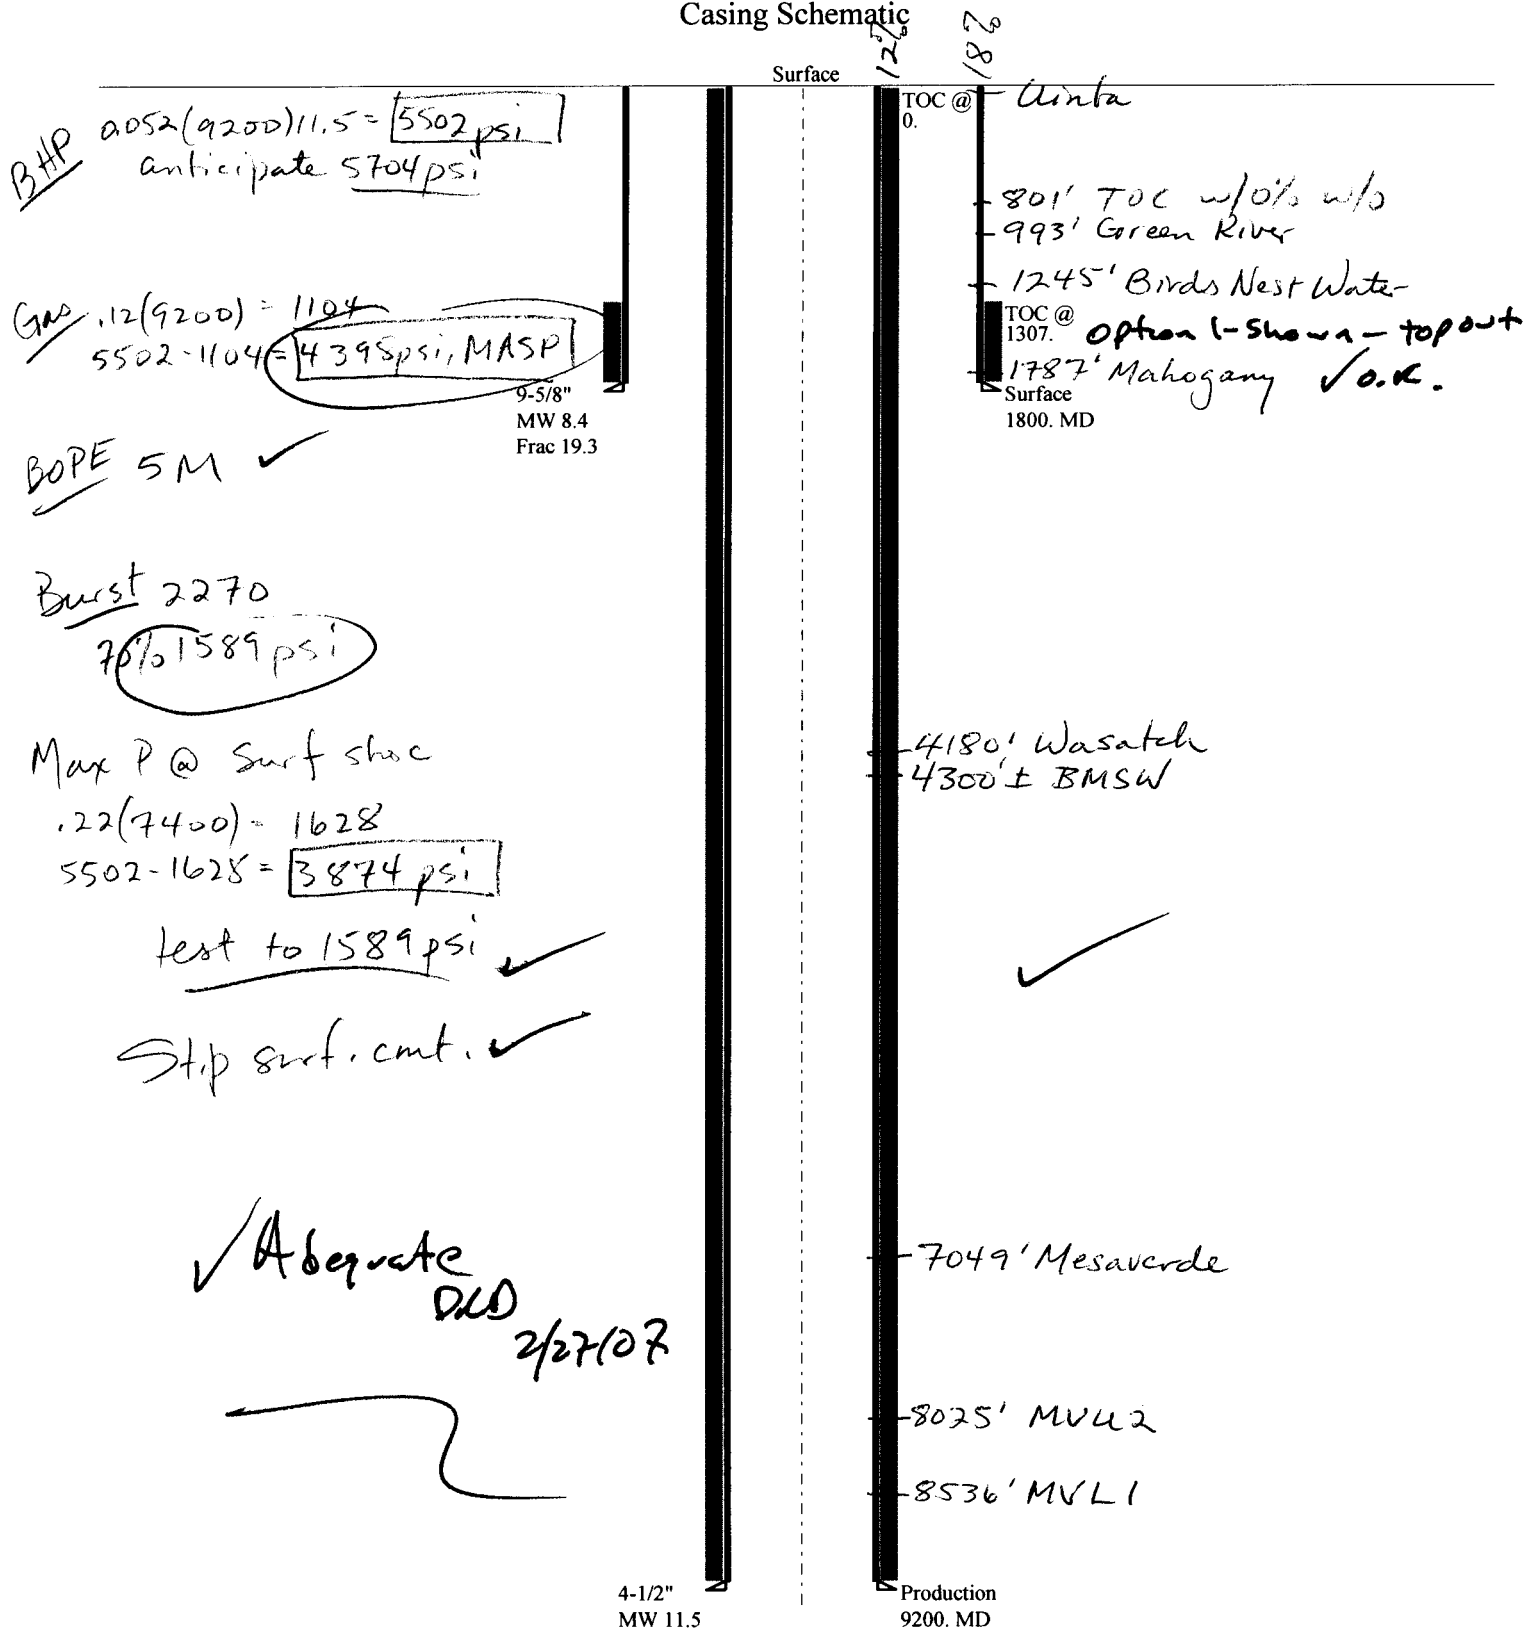 Casing Schematic
12%
18%
Surface
BHP 0.052(9200)11.5 = 5502 psi
anticipate 5704 psi
Gas .12(9200) = 1104
5502-1104 = 4398 psi, MASP
9-5/8"
MW 8.4
Frac 19.3
BOPE 5M ✓
Burst 2270
70% 1589 psi
Max P @ Surf shoe
.22(7400) = 1628
5502-1628 = 3874 psi
test to 1589 psi ✓
Stip surf. cmt. ✓
✓ Adequate
DLD
2/27/07
4-1/2"
MW 11.5
TOC @
0.
Uinta
801' TOC w/0% w/o
993' Green River
1245' Birds Nest Water
TOC @
1307.
Option 1-Shown - top out
1787' Mahogany ✓ O.K.
Surface
1800. MD
4180' Wasatch
4300' ± BMSW
✓
7049' Mesaverde
8025' MVU2
8536' MVL1
Production
9200. MD